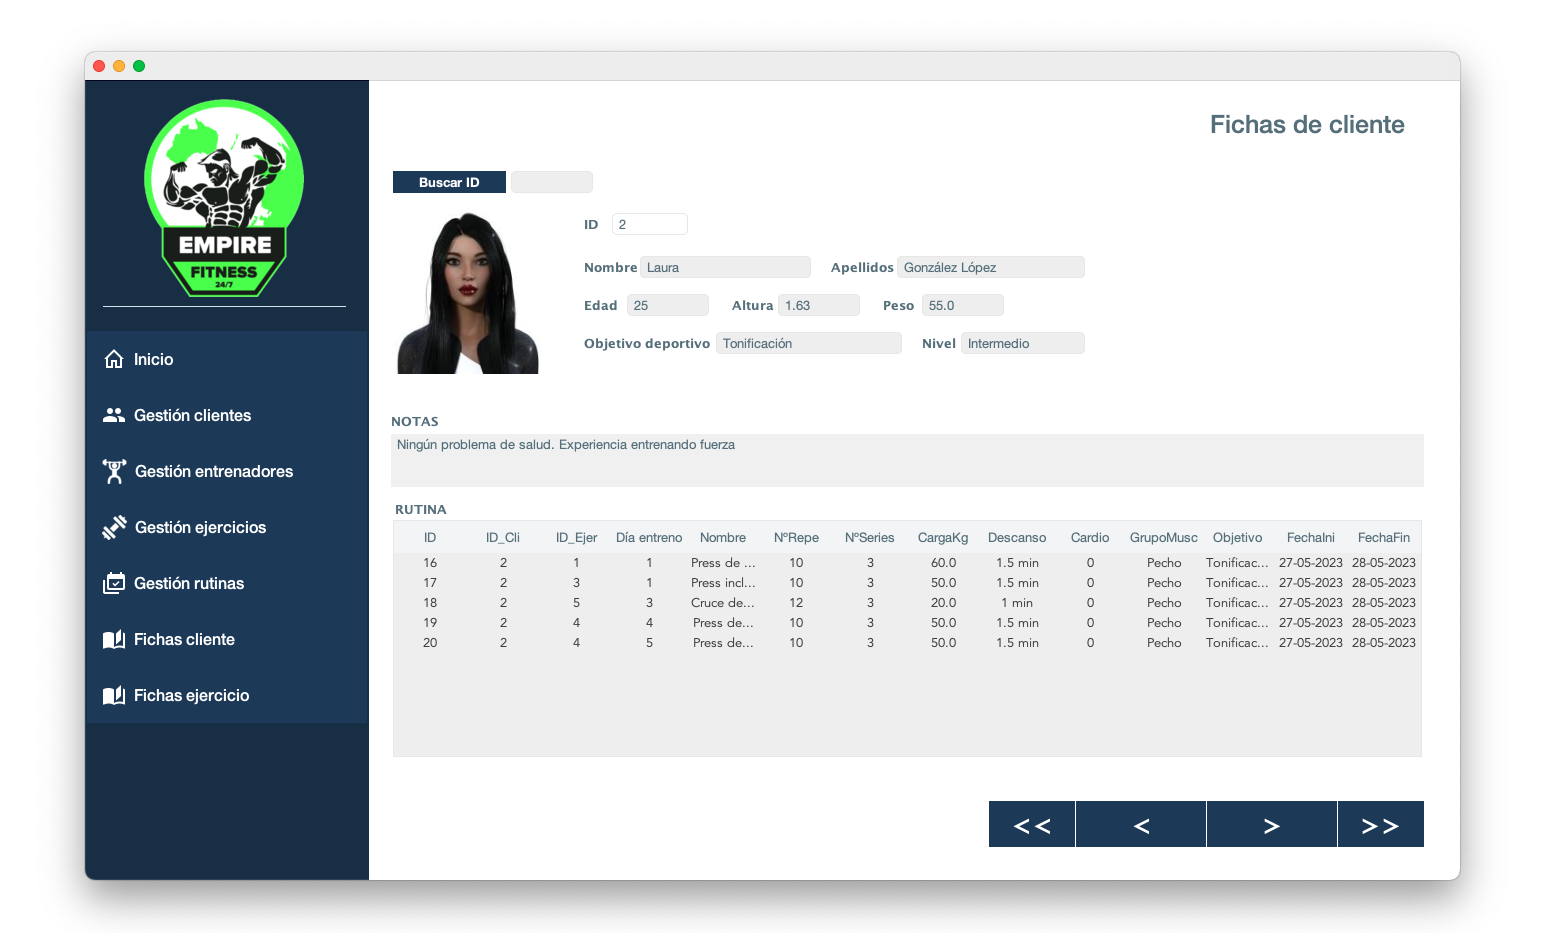 EMPIRE
FITNESS
24/7
Inicio
Gestión clientes
Gestión entrenadores
Gestión ejercicios
Gestión rutinas
Fichas cliente
Fichas ejercicio
Fichas de cliente
Buscar ID
ID 2
Nombre Laura Apellidos González López
Edad 25 Altura 1.63 Peso 55.0
Objetivo deportivo Tonificación Nivel Intermedio
NOTAS
Ningún problema de salud. Experiencia entrenando fuerza
RUTINA
ID ID_Cli ID_Ejer Día entreno Nombre NºRepe NºSeries CargaKg Descanso Cardio GrupoMusc Objetivo FechaIni FechaFin
16 2 1 1 Press de ... 10 3 60.0 1.5 min 0 Pecho Tonificac... 27-05-2023 28-05-2023
17 2 3 1 Press incl... 10 3 50.0 1.5 min 0 Pecho Tonificac... 27-05-2023 28-05-2023
18 2 5 3 Cruce de... 12 3 20.0 1 min 0 Pecho Tonificac... 27-05-2023 28-05-2023
19 2 4 4 Press de... 10 3 50.0 1.5 min 0 Pecho Tonificac... 27-05-2023 28-05-2023
20 2 4 5 Press de... 10 3 50.0 1.5 min 0 Pecho Tonificac... 27-05-2023 28-05-2023
<< < > >>